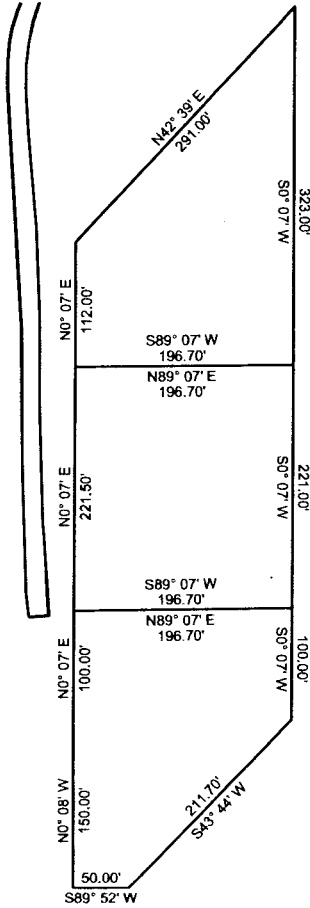 N42° 39' E
291.00'
323.00'
S0° 07' W
N0° 07' E
112.00'
S89° 07' W
196.70'
N89° 07' E
196.70'
N0° 07' E
221.50'
S0° 07' W
221.00'
S89° 07' W
196.70'
N89° 07' E
196.70'
N0° 07' E
100.00'
S0° 07' W
100.00'
N0° 08' W
150.00'
211.70'
S43° 44' W
50.00'
S89° 52' W